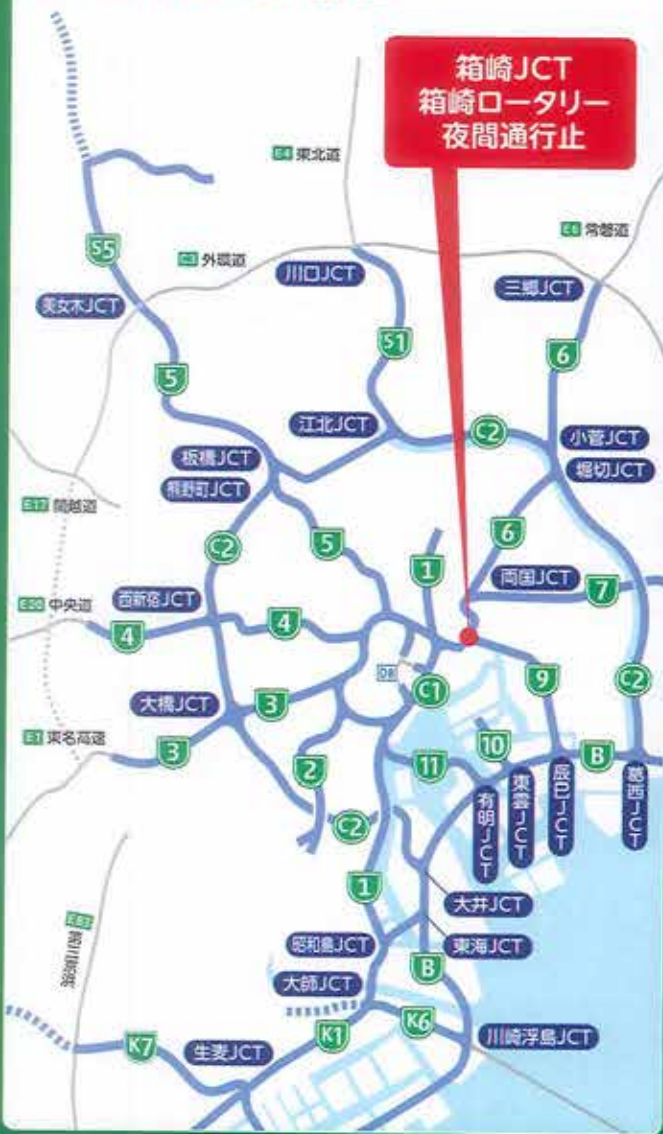 箱崎JCT
箱崎ロータリー
夜間通行止
E4 東北道
E6 常磐道
S5
C3 外環道
川口JCT
三郷JCT
美女木JCT
S1
6
5
江北JCT
C2
小菅JCT
堀切JCT
板橋JCT
熊野町JCT
E17 関越道
C2
5
1
6
両国JCT
7
E20 中央道
西新宿JCT
4
4
D8
C1
9
C2
大橋JCT
3
E1 東名高速
3
2
11
10
B
有明JCT
東雲JCT
辰巳JCT
葛西JCT
C2
1
大井JCT
昭和島JCT
東海JCT
大師JCT
B
K7
生麦JCT
K1
K6
川崎浮島JCT